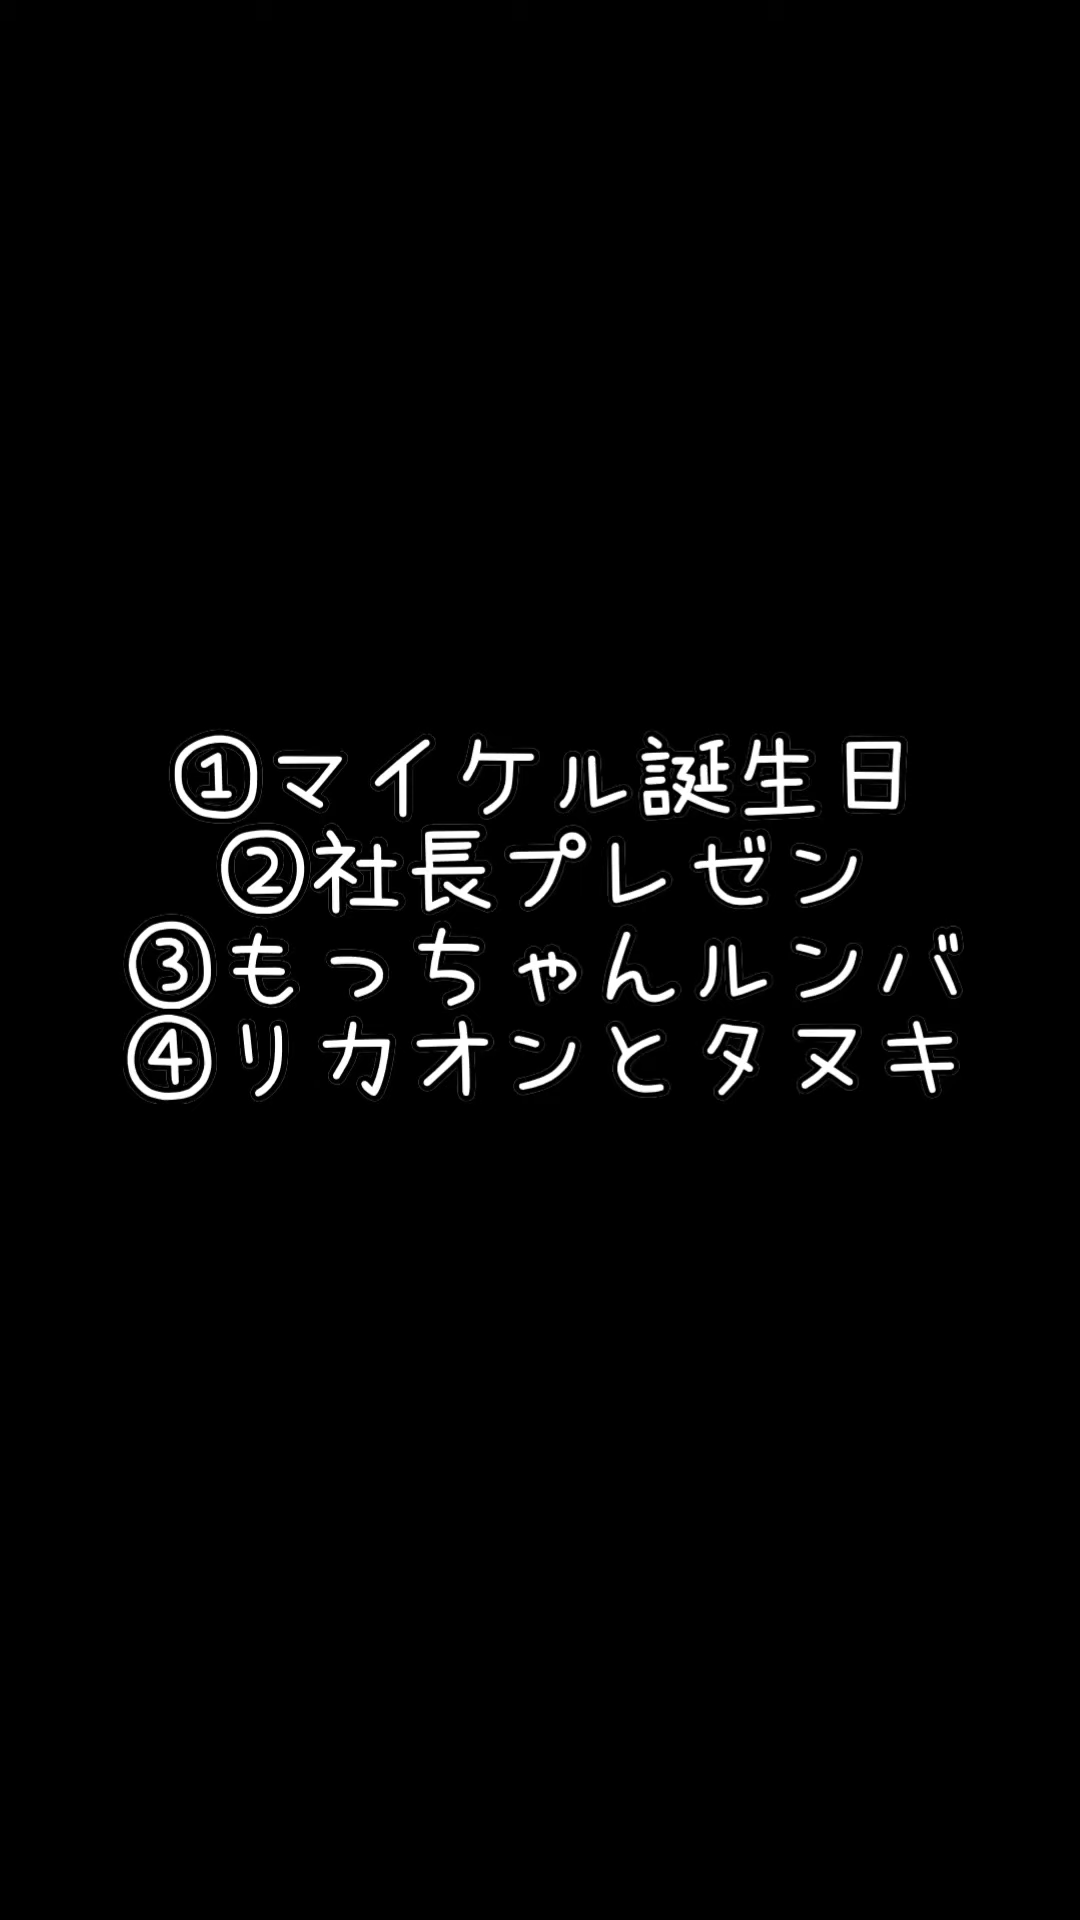 ①マイケル誕生日
②社長プレゼン
③もっちゃんルンバ
④リカオンとタヌキ